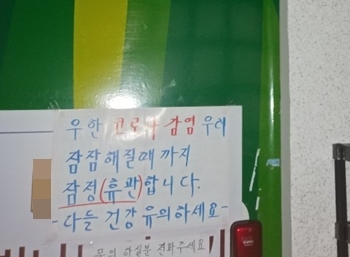 우한 코로나 감염 우려
잠잠해질때까지
잠정(휴관)합니다.
-다들 건강 유의하세요-
문의 하실분 전화주세요!